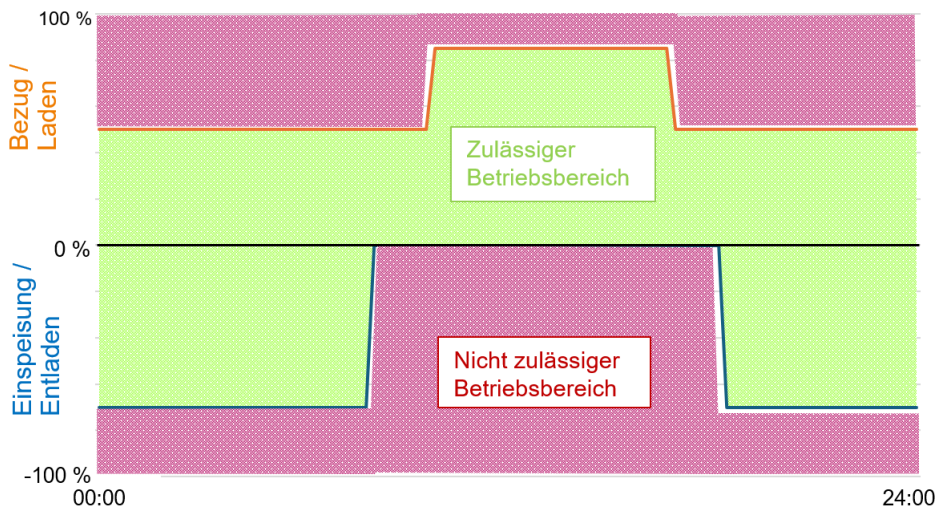 100 %
Bezug /
Laden
Zulässiger
Betriebsbereich
0 %
Einspeisung /
Entladen
Nicht zulässiger
Betriebsbereich
-100 %
00:00
24:00